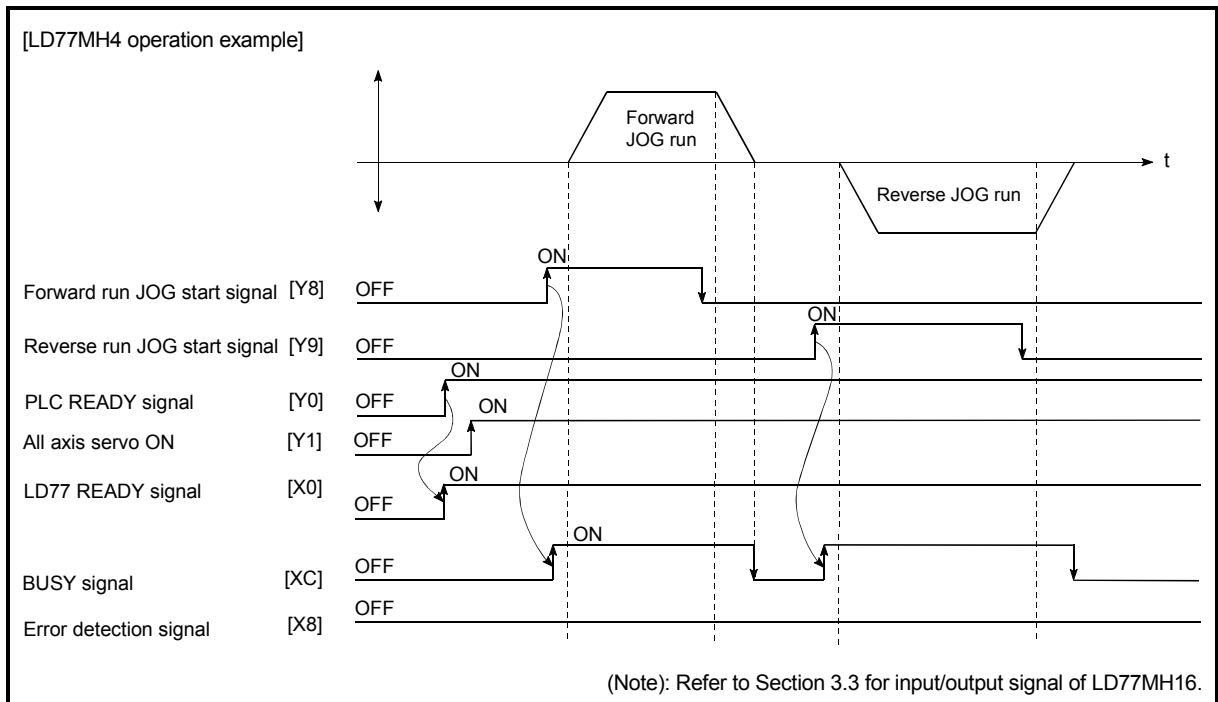 [LD77MH4 operation example]
Forward
JOG run
t
Reverse JOG run
ON
Forward run JOG start signal [Y8] OFF
ON
Reverse run JOG start signal [Y9] OFF
ON
PLC READY signal [Y0] OFF
ON
All axis servo ON [Y1] OFF
ON
LD77 READY signal [X0] OFF
ON
BUSY signal [XC] OFF
Error detection signal [X8] OFF
(Note): Refer to Section 3.3 for input/output signal of LD77MH16.